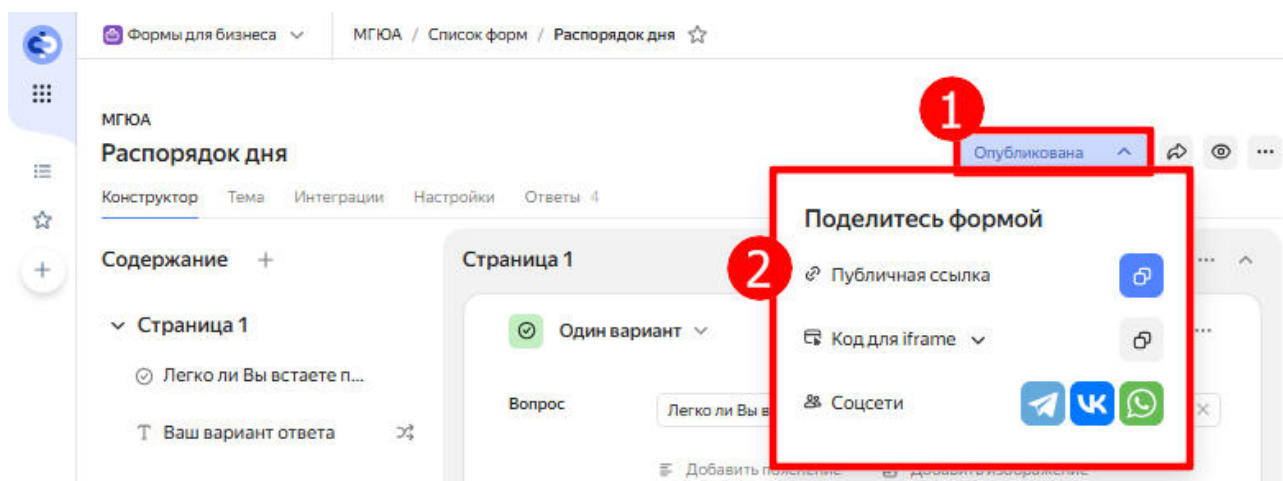 Формы для бизнеса
МГЮА / Список форм / Распорядок дня
МГЮА
Распорядок дня
1
Опубликована
Конструктор Тема Интеграции Настройки Ответы 4
Поделитесь формой
Содержание
Страница 1
2
Публичная ссылка
Страница 1
Один вариант
Код для iframe
Легко ли Вы встаете п...
Вопрос
Легко ли Вы в
Соцсети
Ваш вариант ответа
Добавить пояснение
Добавить изображение